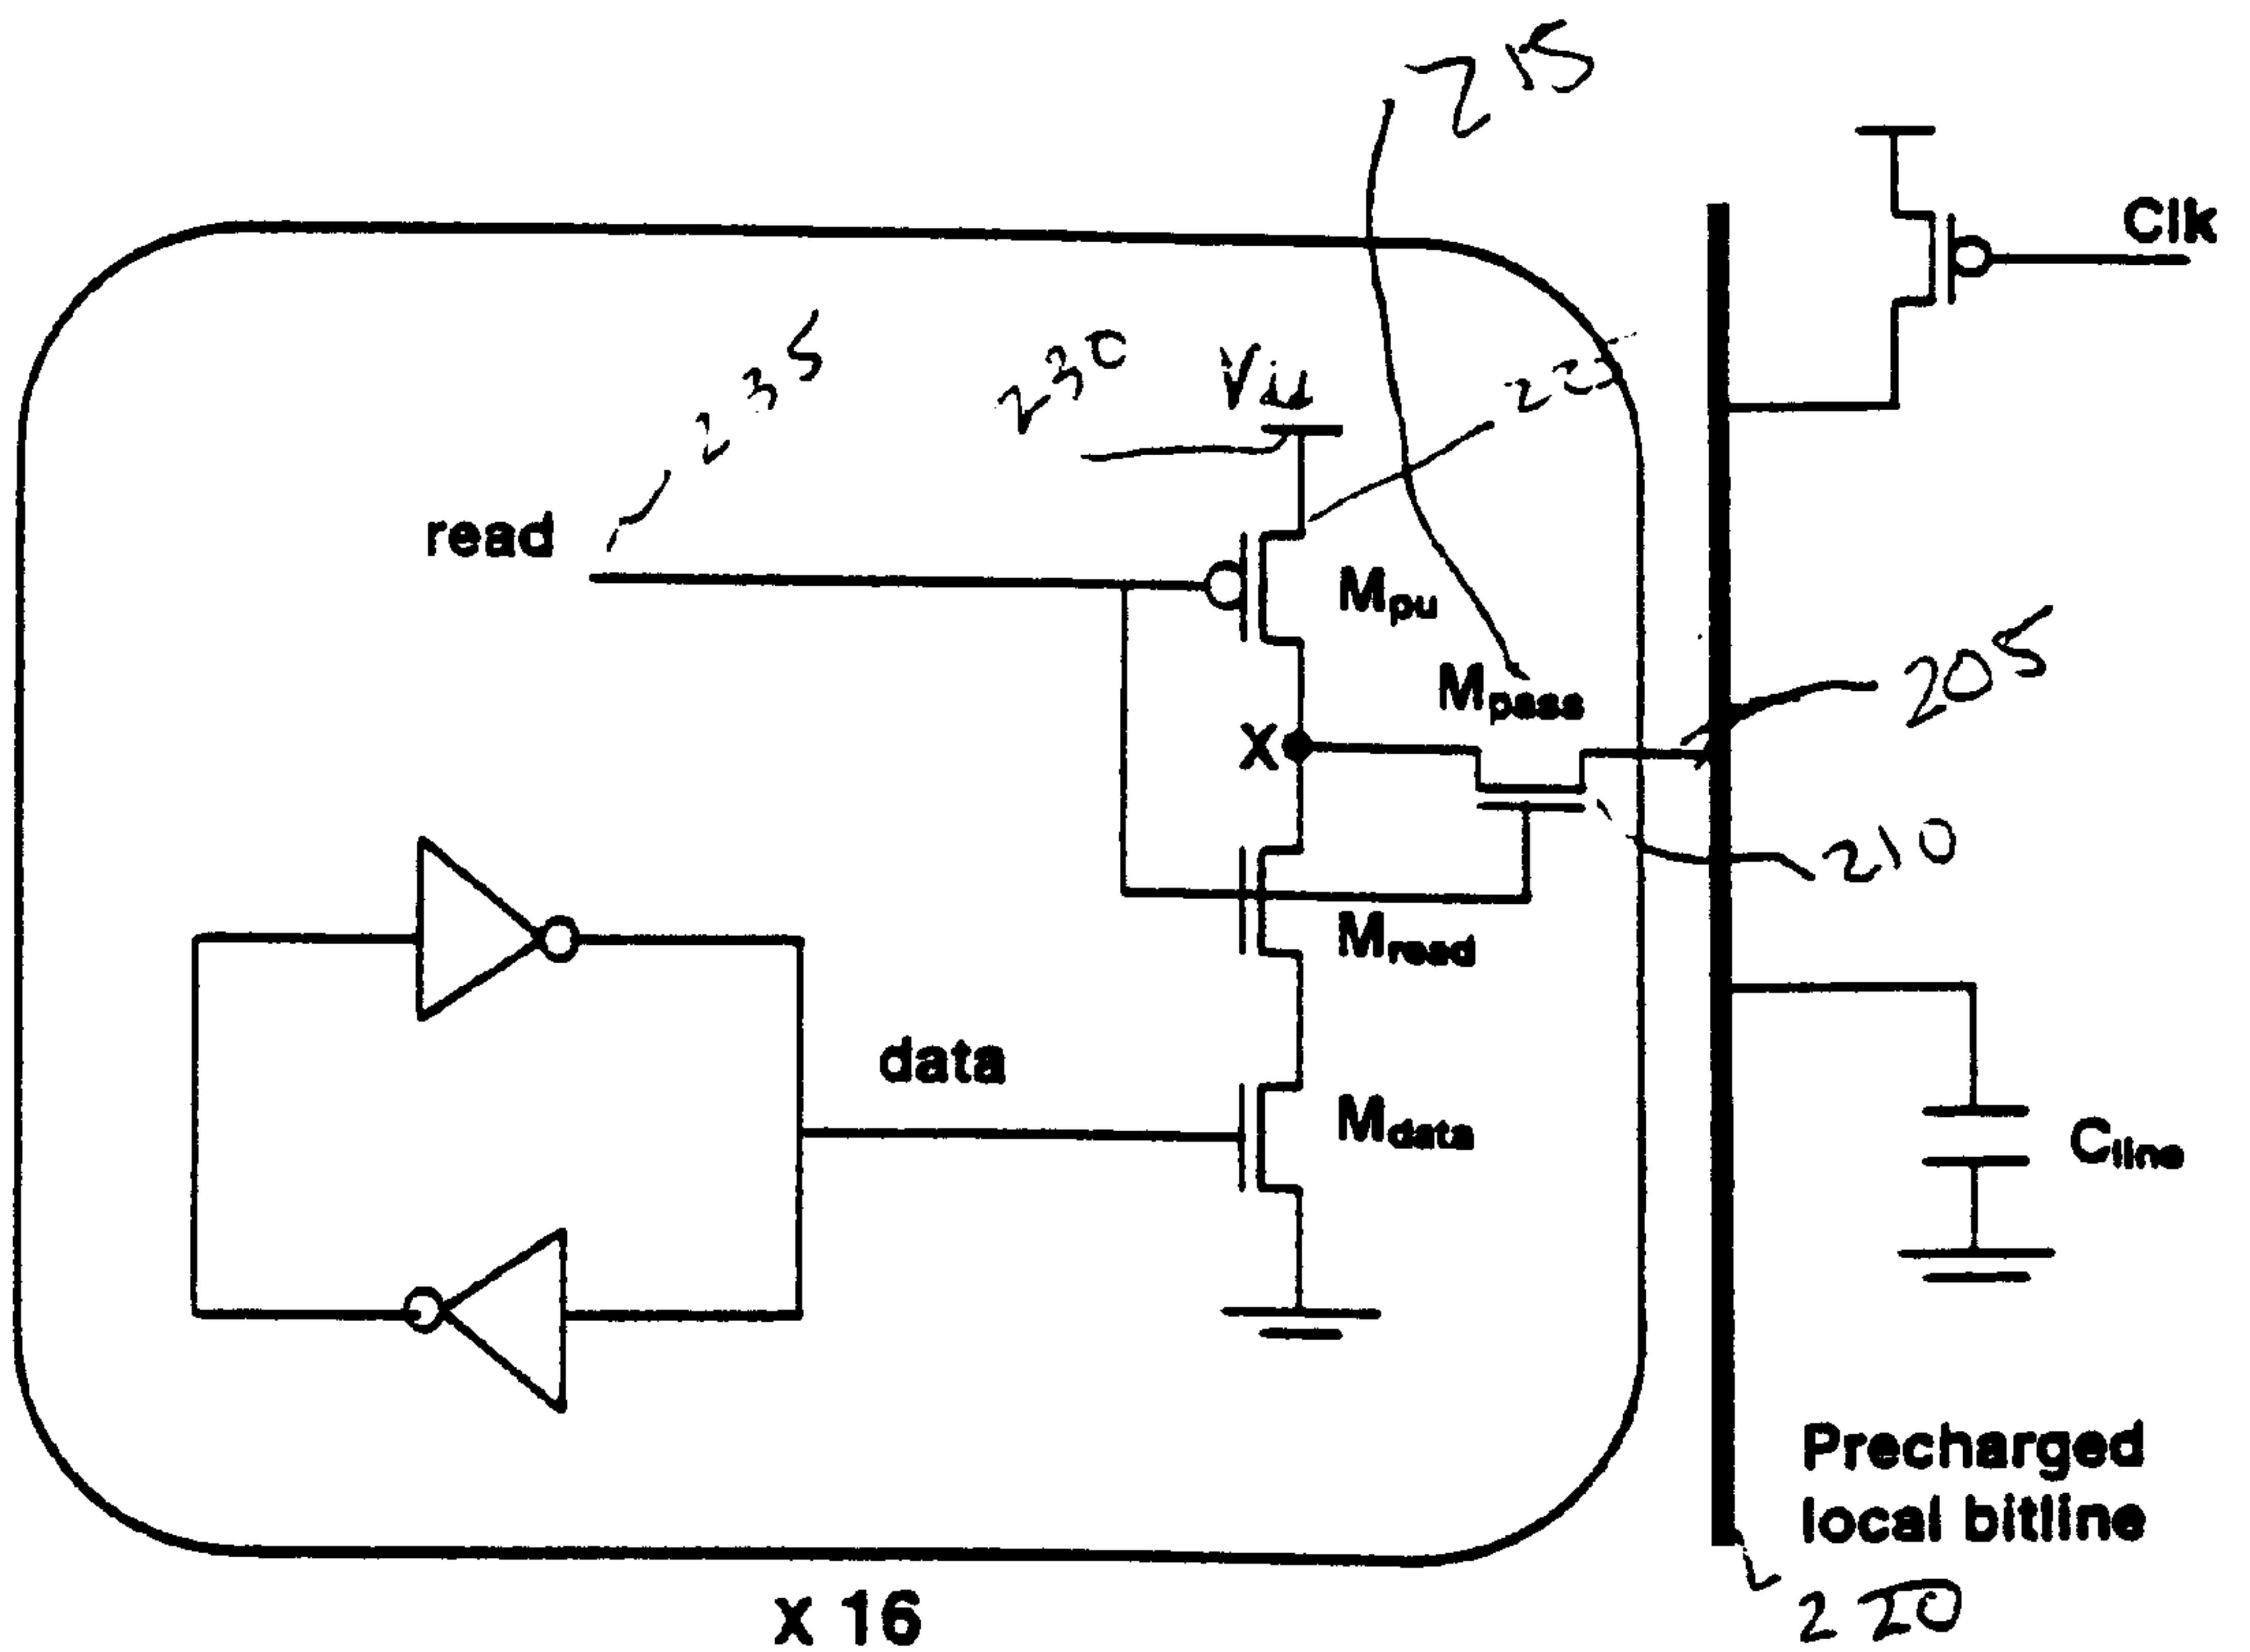 215
Clk
235
230
Vdd
225
read
Mpu
Mpass
205
X
210
Mread
data
Mdata
Cline
Precharged
local bitline
X 16
220